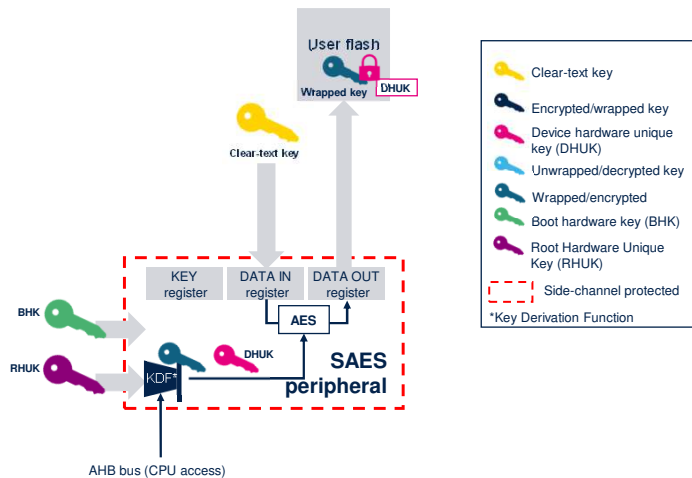 User flash
Wrapped key
DHUK
Clear-text key
KEY
register
DATA IN
register
DATA OUT
register
AES
BHK
RHUK
DHUK
KDF*
SAES
peripheral
AHB bus (CPU access)
Clear-text key
Encrypted/wrapped key
Device hardware unique
key (DHUK)
Unwrapped/decrypted key
Wrapped/encrypted
Boot hardware key (BHK)
Root Hardware Unique
Key (RHUK)
Side-channel protected
*Key Derivation Function